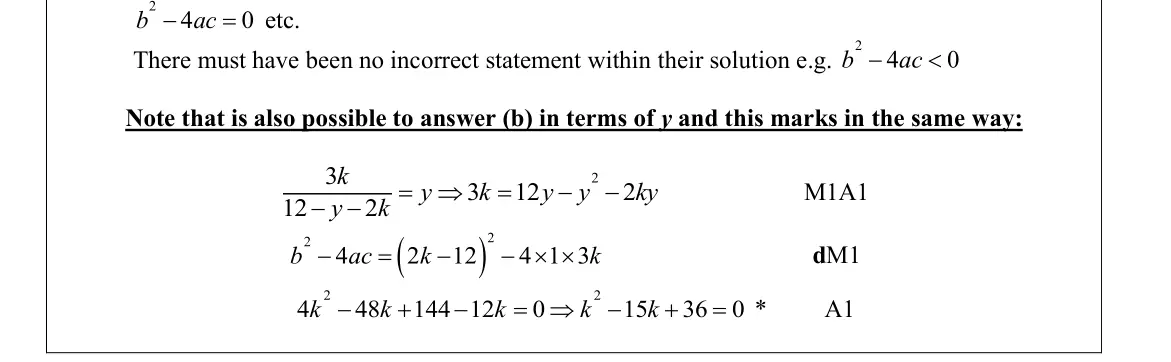 b² − 4ac = 0 etc.
There must have been no incorrect statement within their solution e.g. b² − 4ac < 0
Note that is also possible to answer (b) in terms of y and this marks in the same way:
3k/(12 − y − 2k) = y ⇒ 3k = 12y − y² − 2ky M1A1
b² − 4ac = (2k − 12)² − 4×1×3k dM1
4k² − 48k + 144 − 12k = 0 ⇒ k² − 15k + 36 = 0 * A1